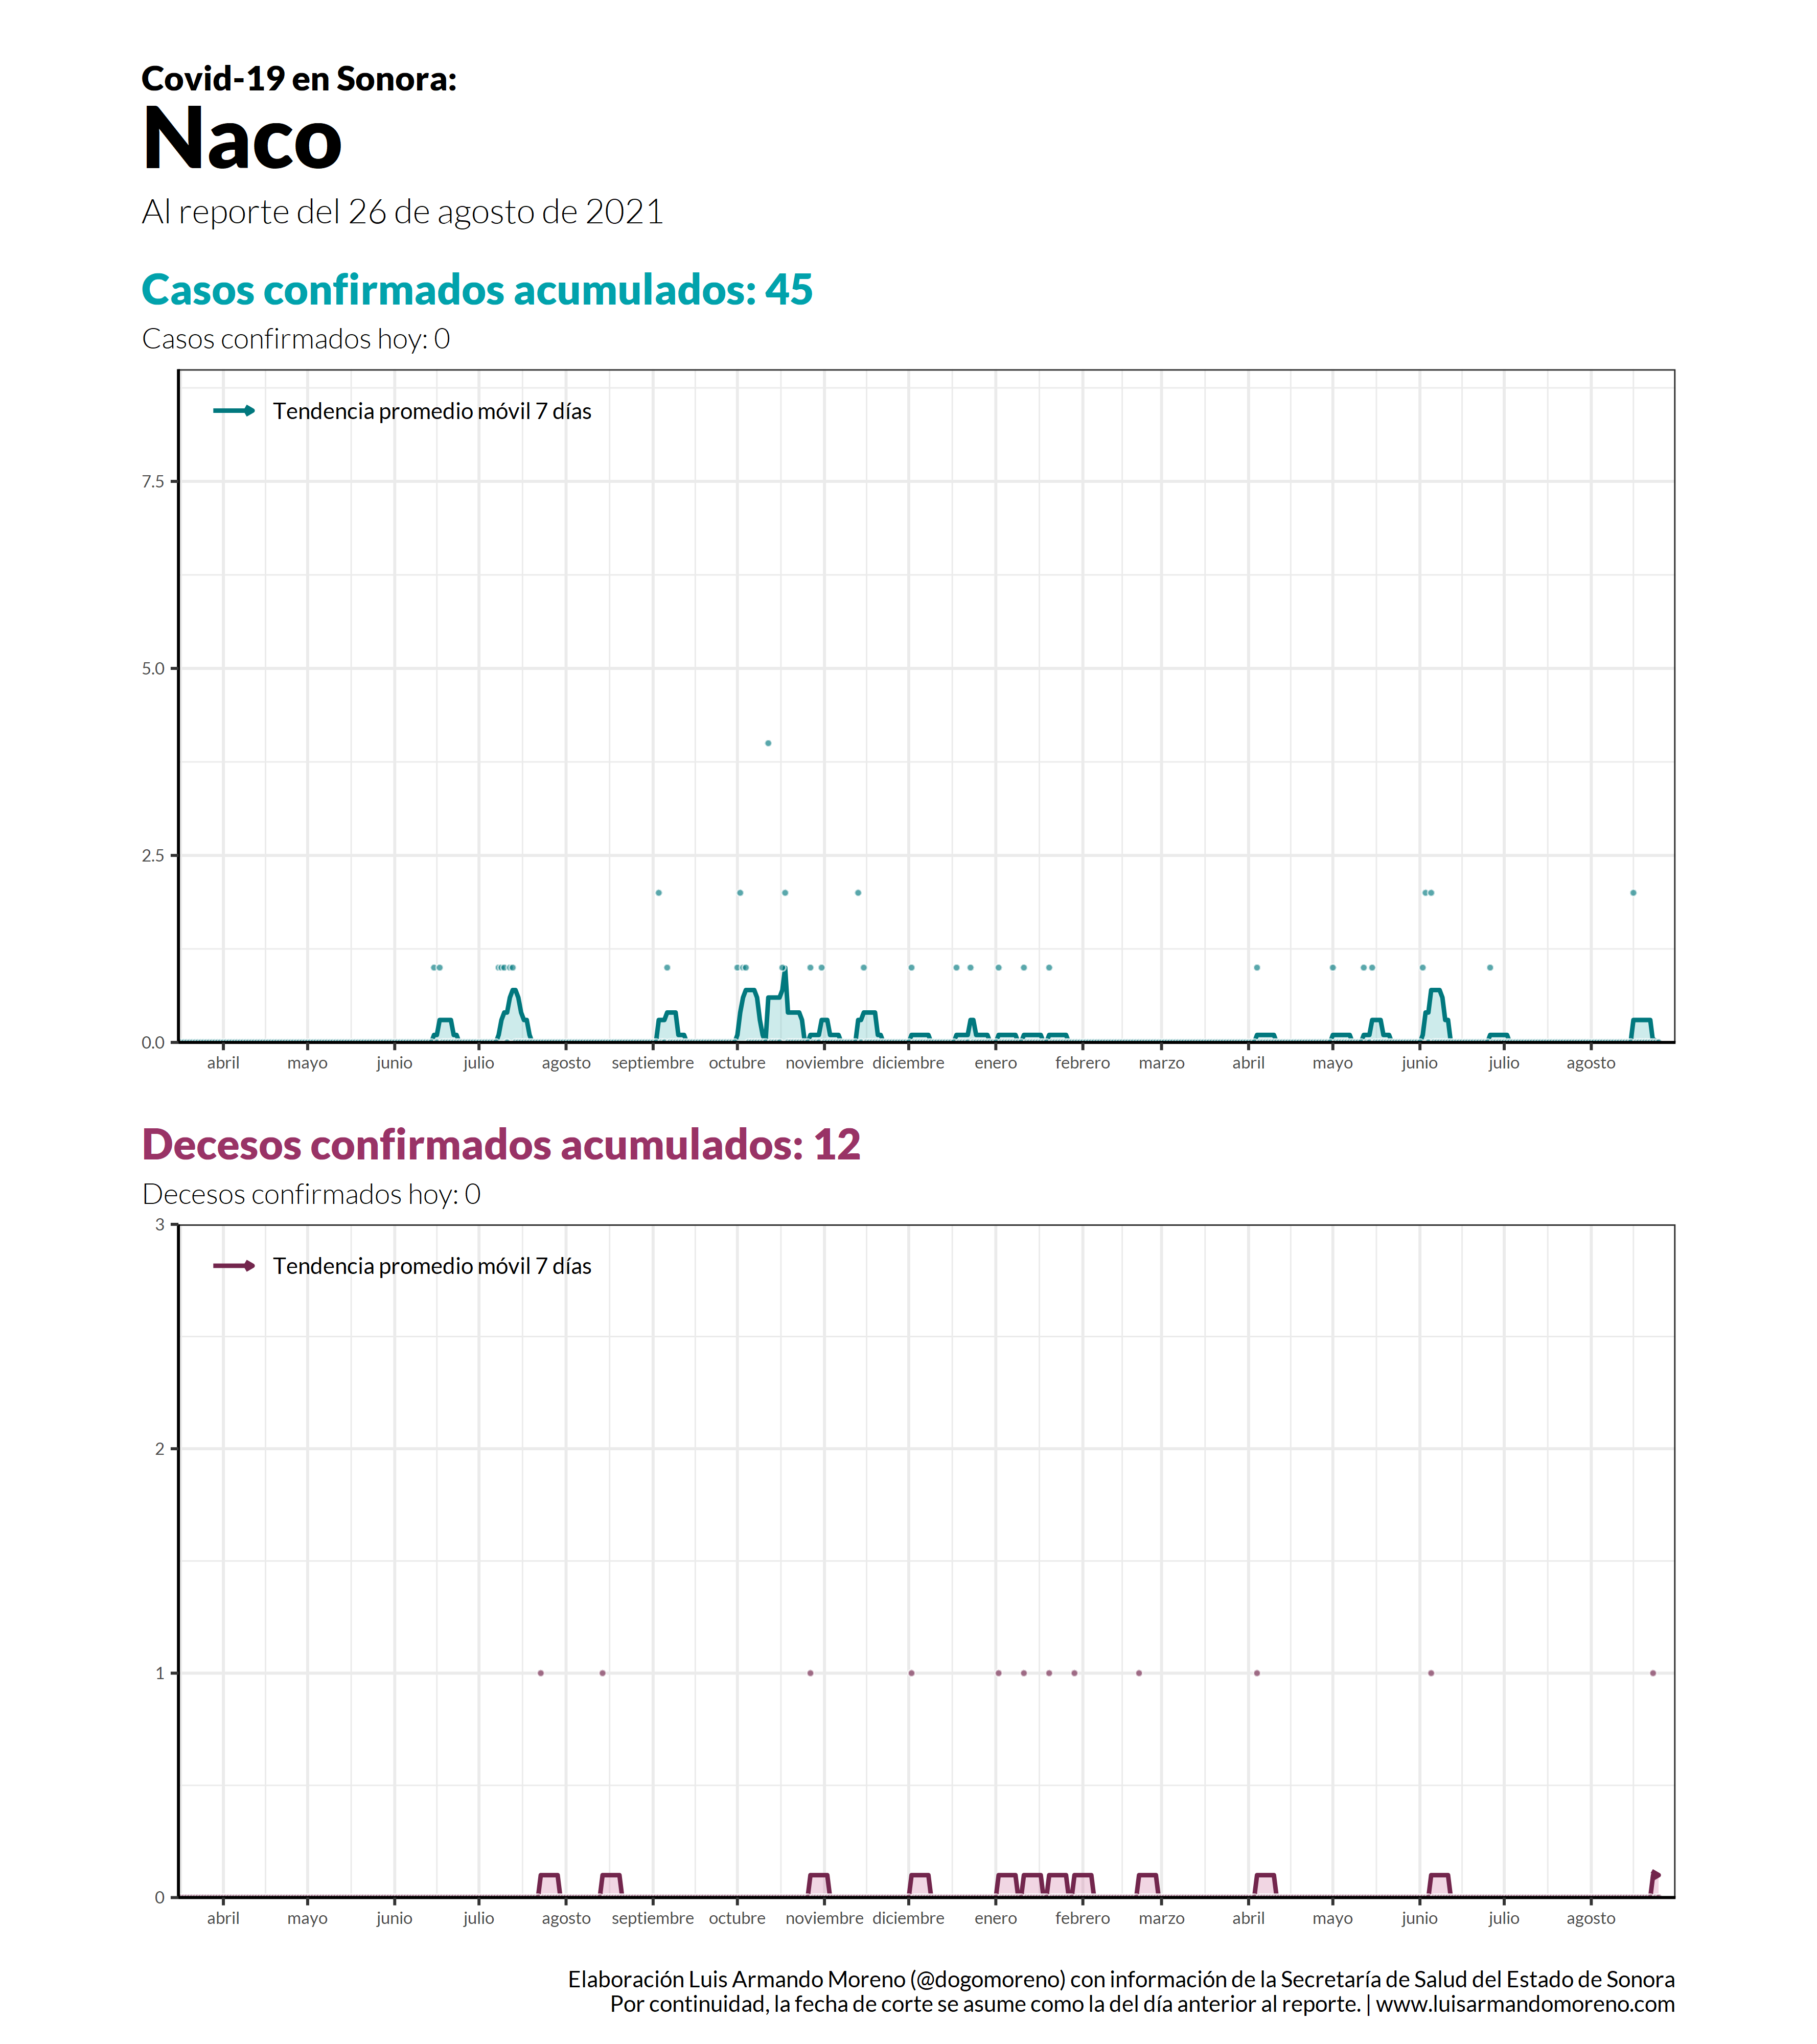 Covid-19 en Sonora:
Naco
Al reporte del 26 de agosto de 2021
Casos confirmados acumulados: 45
Casos confirmados hoy: 0
Tendencia promedio móvil 7 días
7.5
5.0
2.5
0.0
abril mayo junio julio agosto septiembre octubre noviembre diciembre enero febrero marzo abril mayo junio julio agosto
Decesos confirmados acumulados: 12
Decesos confirmados hoy: 0
3
Tendencia promedio móvil 7 días
2
1
0
abril mayo junio julio agosto septiembre octubre noviembre diciembre enero febrero marzo abril mayo junio julio agosto
Elaboración Luis Armando Moreno (@dogomoreno) con información de la Secretaría de Salud del Estado de Sonora
Por continuidad, la fecha de corte se asume como la del día anterior al reporte. | www.luisarmandomoreno.com